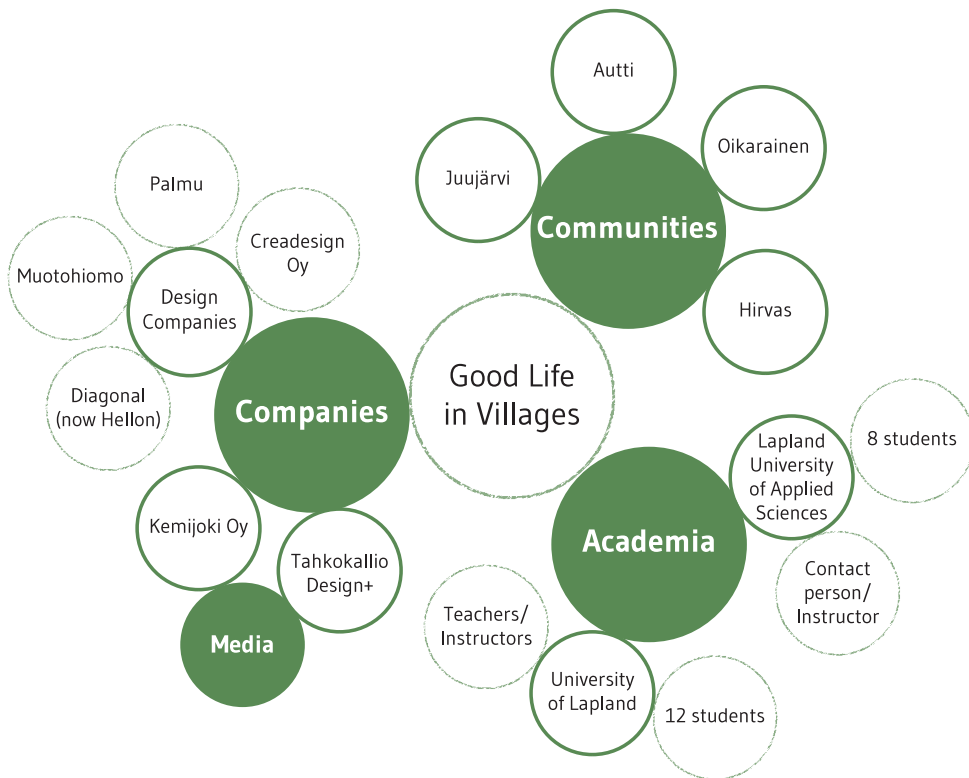 Autti
Oikarainen
Juujärvi
Communities
Hirvas
Palmu
Creadesign
Oy
Muotohiomo
Design
Companies
Diagonal
(now Hellon)
Companies
Good Life
in Villages
Kemijoki Oy
Tahkokallio
Design+
Media
Academia
Lapland
University
of Applied
Sciences
8 students
Contact
person/
Instructor
Teachers/
Instructors
University
of Lapland
12 students